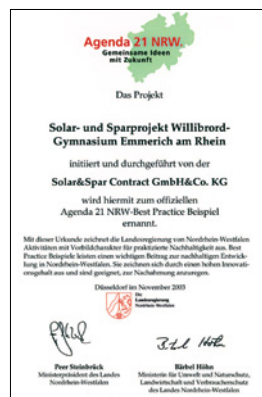 Agenda 21 NRW.
Gemeinsame Ideen
mit Zukunft
Das Projekt
Solar- und Sparprojekt Willibrord-
Gymnasium Emmerich am Rhein
initiiert und durchgeführt von der
Solar&Spar Contract GmbH&Co. KG
wird hiermit zum offiziellen
Agenda 21 NRW-Best Practice Beispiel
ernannt.
Mit dieser Urkunde zeichnet die Landesregierung von Nordrhein-Westfalen
Aktivitäten mit Vorbildcharakter für praktizierte Nachhaltigkeit aus. Best
Practice Beispiele leisten einen wichtigen Beitrag zur nachhaltigen Entwick-
lung in Nordrhein-Westfalen. Sie zeichnen sich durch einen hohen Innovati-
onsgehalt aus und sind geeignet, zur Nachahmung anzuregen.
Düsseldorf im November 2003
Die
Landesregierung
Nordrhein-Westfalen
Peer Steinbrück
Ministerpräsident des Landes
Nordrhein-Westfalen
Bärbel Höhn
Ministerin für Umwelt und Naturschutz,
Landwirtschaft und Verbraucherschutz
des Landes Nordrhein-Westfalen